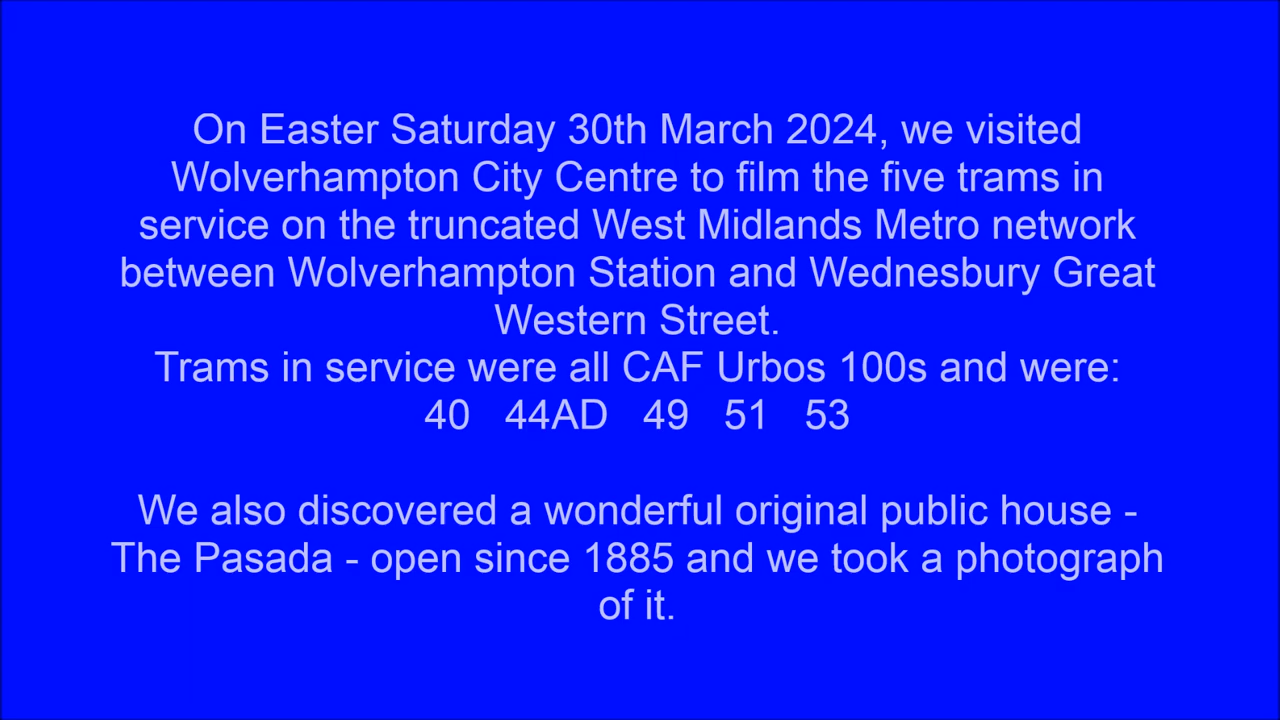 On Easter Saturday 30th March 2024, we visited
Wolverhampton City Centre to film the five trams in
service on the truncated West Midlands Metro network
between Wolverhampton Station and Wednesbury Great
Western Street.
Trams in service were all CAF Urbos 100s and were:
40 44AD 49 51 53
We also discovered a wonderful original public house -
The Pasada - open since 1885 and we took a photograph
of it.